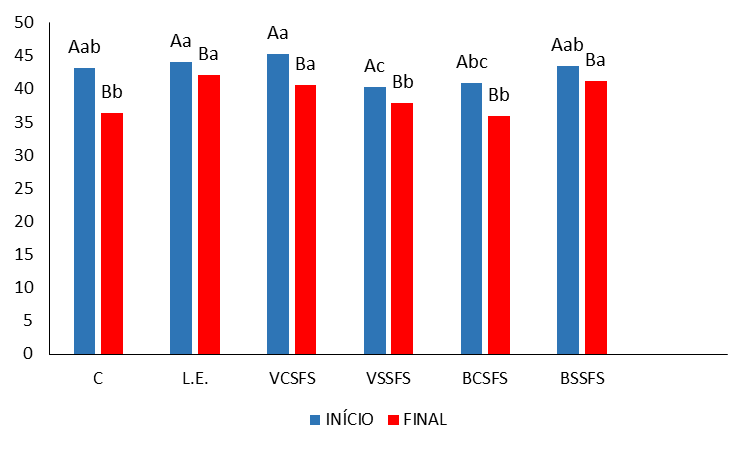 50
45
40
35
30
25
20
15
10
5
0
Aab
Bb
Aa
Ba
Aa
Ba
Ac
Bb
Abc
Bb
Aab
Ba
C
L.E.
VCSFS
VSSFS
BCSFS
BSSFS
INÍCIO
FINAL